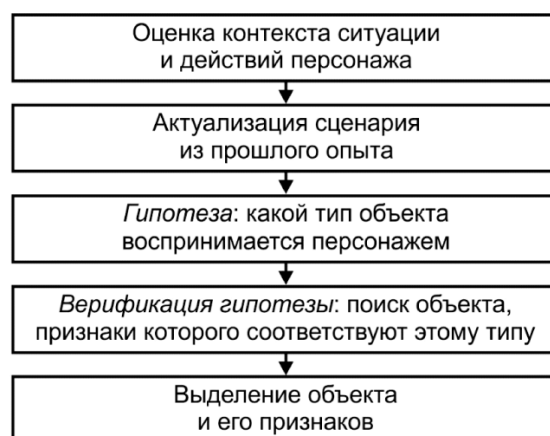 Оценка контекста ситуации
и действий персонажа
Актуализация сценария
из прошлого опыта
Гипотеза: какой тип объекта
воспринимается персонажем
Верификация гипотезы: поиск объекта,
признаки которого соответствуют этому типу
Выделение объекта
и его признаков